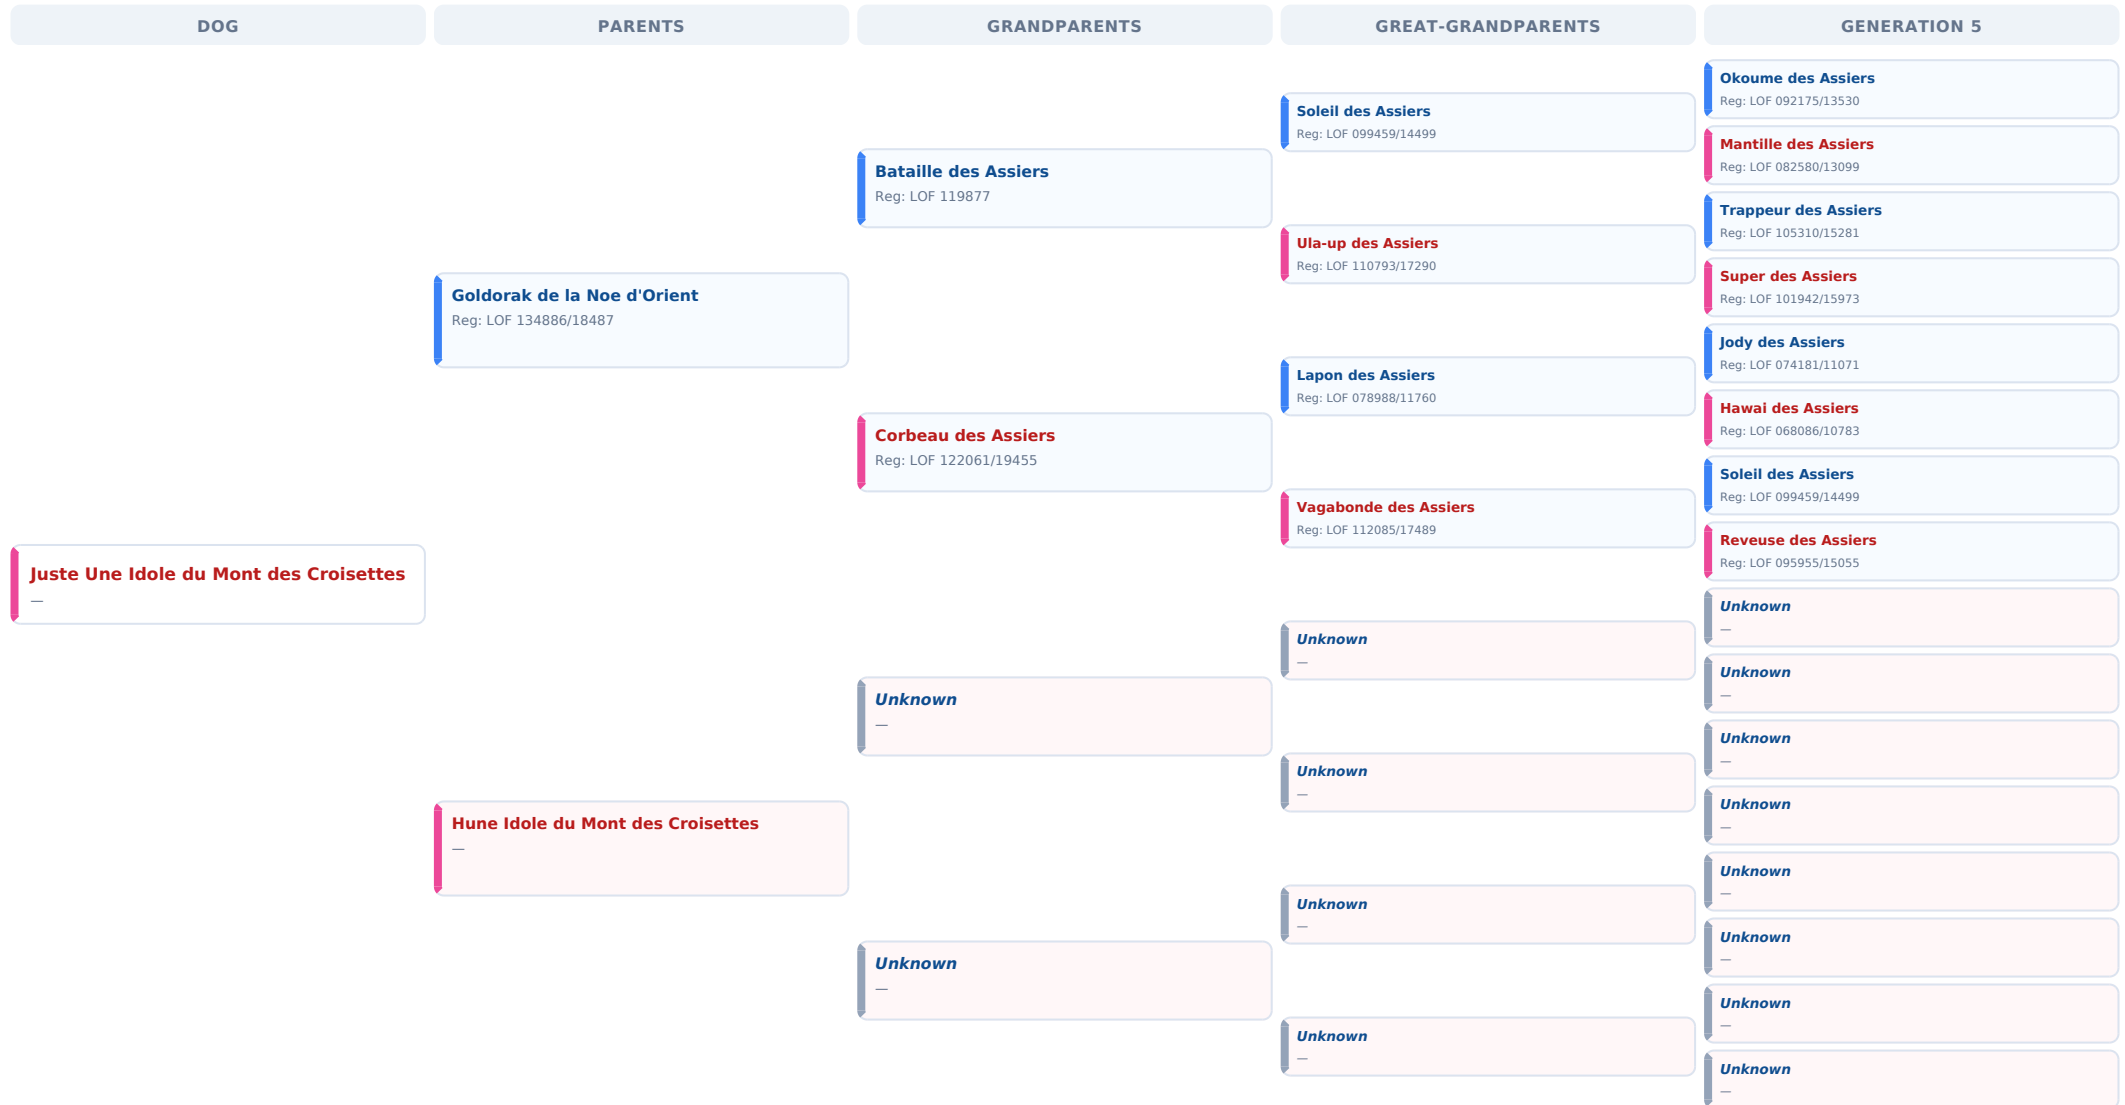 DOG
PARENTS
GRANDPARENTS
GREAT-GRANDPARENTS
GENERATION 5
Juste Une Idole du Mont des Croisettes
—
Goldorak de la Noe d'Orient
Reg: LOF 134886/18487
Hune Idole du Mont des Croisettes
—
Bataille des Assiers
Reg: LOF 119877
Corbeau des Assiers
Reg: LOF 122061/19455
Unknown
—
Unknown
—
Soleil des Assiers
Reg: LOF 099459/14499
Ula-up des Assiers
Reg: LOF 110793/17290
Lapon des Assiers
Reg: LOF 078988/11760
Vagabonde des Assiers
Reg: LOF 112085/17489
Unknown
—
Unknown
—
Unknown
—
Unknown
—
Okoume des Assiers
Reg: LOF 092175/13530
Mantille des Assiers
Reg: LOF 082580/13099
Trappeur des Assiers
Reg: LOF 105310/15281
Super des Assiers
Reg: LOF 101942/15973
Jody des Assiers
Reg: LOF 074181/11071
Hawai des Assiers
Reg: LOF 068086/10783
Soleil des Assiers
Reg: LOF 099459/14499
Reveuse des Assiers
Reg: LOF 095955/15055
Unknown
—
Unknown
—
Unknown
—
Unknown
—
Unknown
—
Unknown
—
Unknown
—
Unknown
—